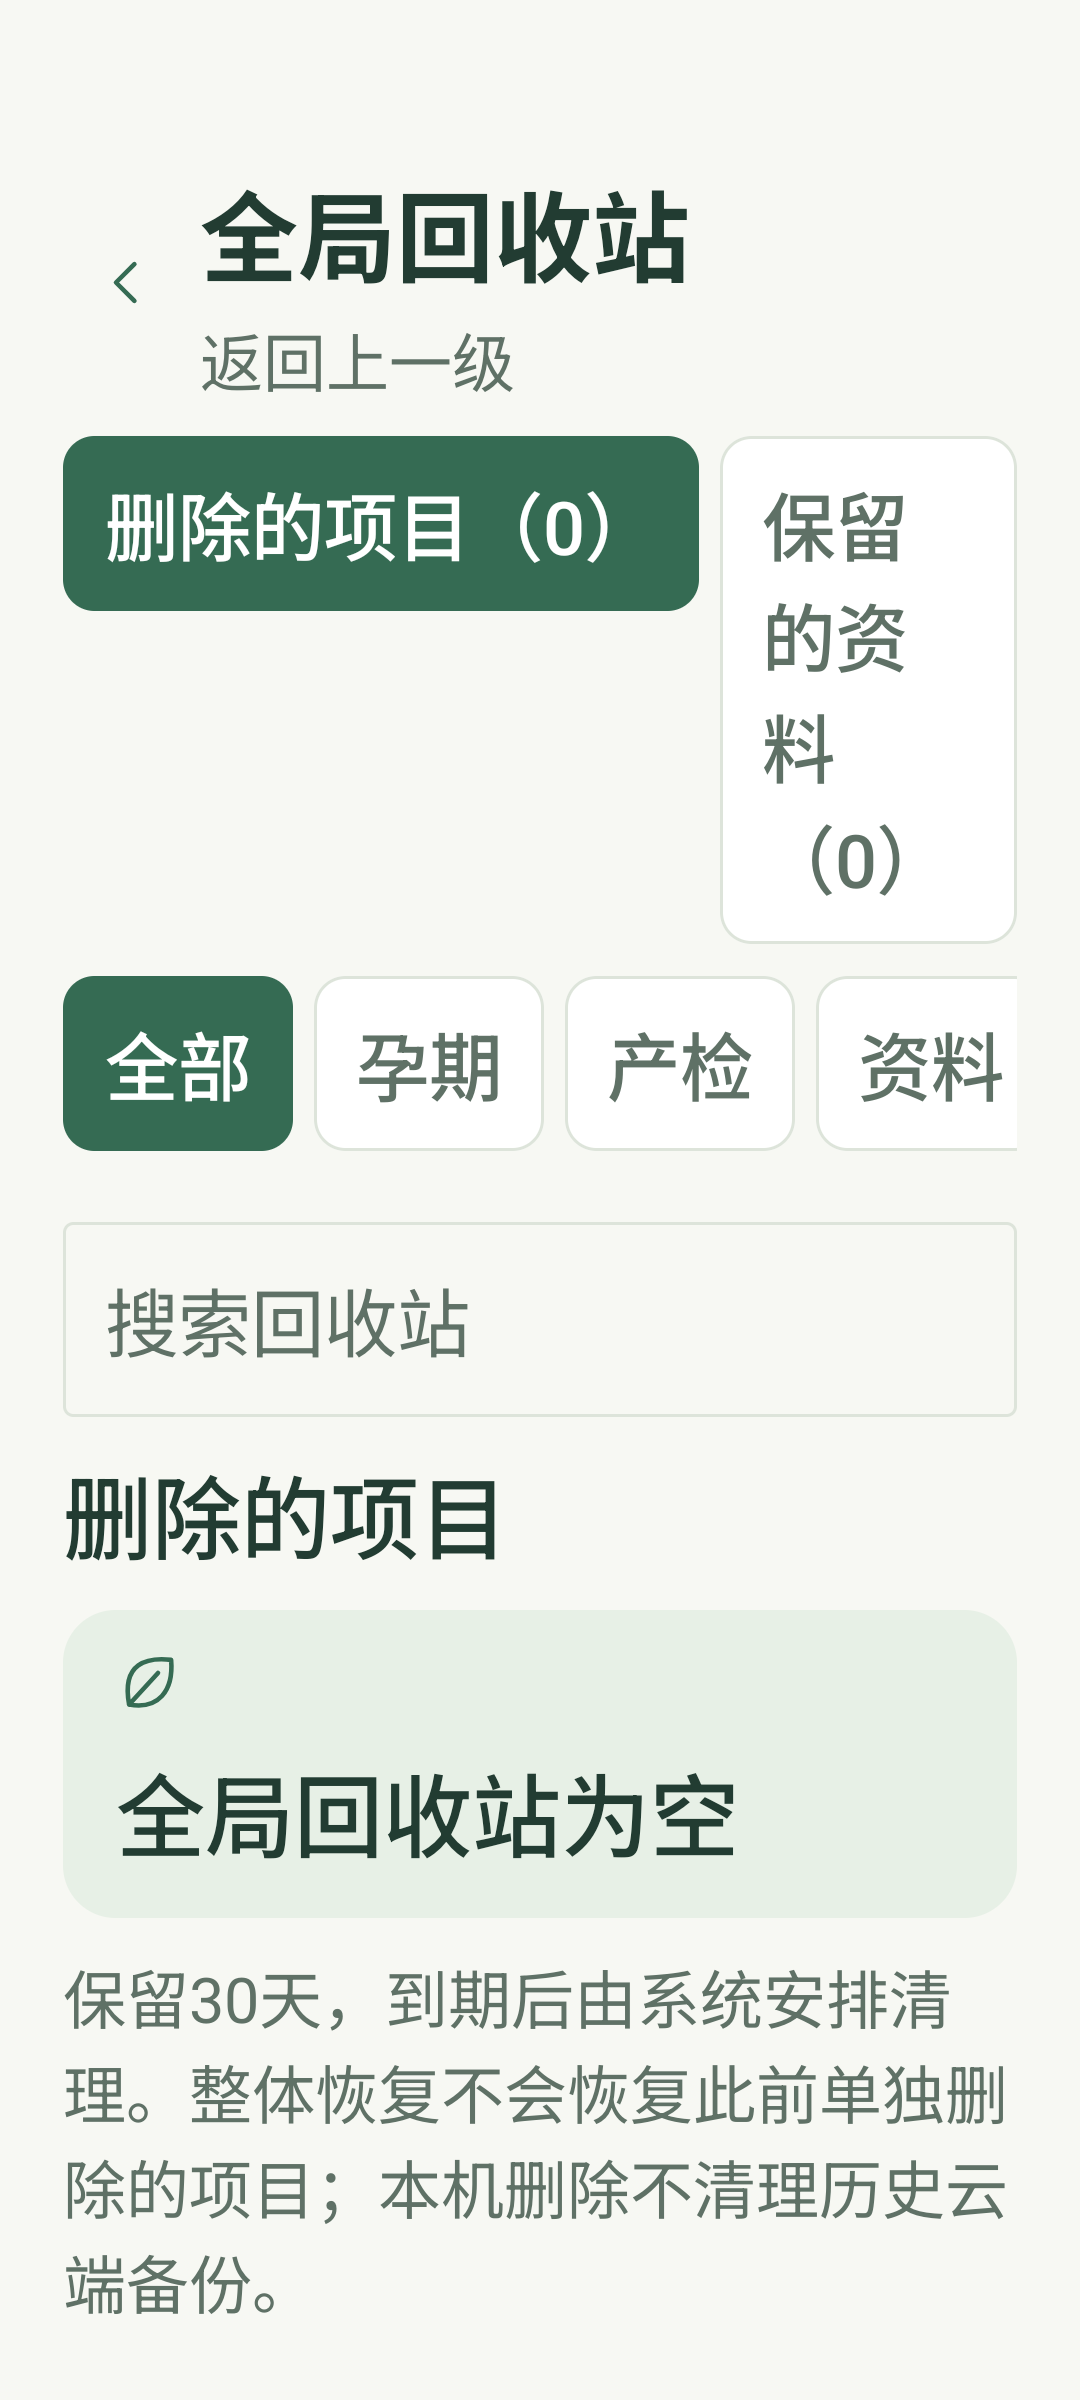 全局回收站
返回上一级
删除的项目（0）
保留
的资
料
（0）
全部
孕期
产检
资料
搜索回收站
删除的项目
全局回收站为空
保留30天，到期后由系统安排清
理。整体恢复不会恢复此前单独删
除的项目；本机删除不清理历史云
端备份。